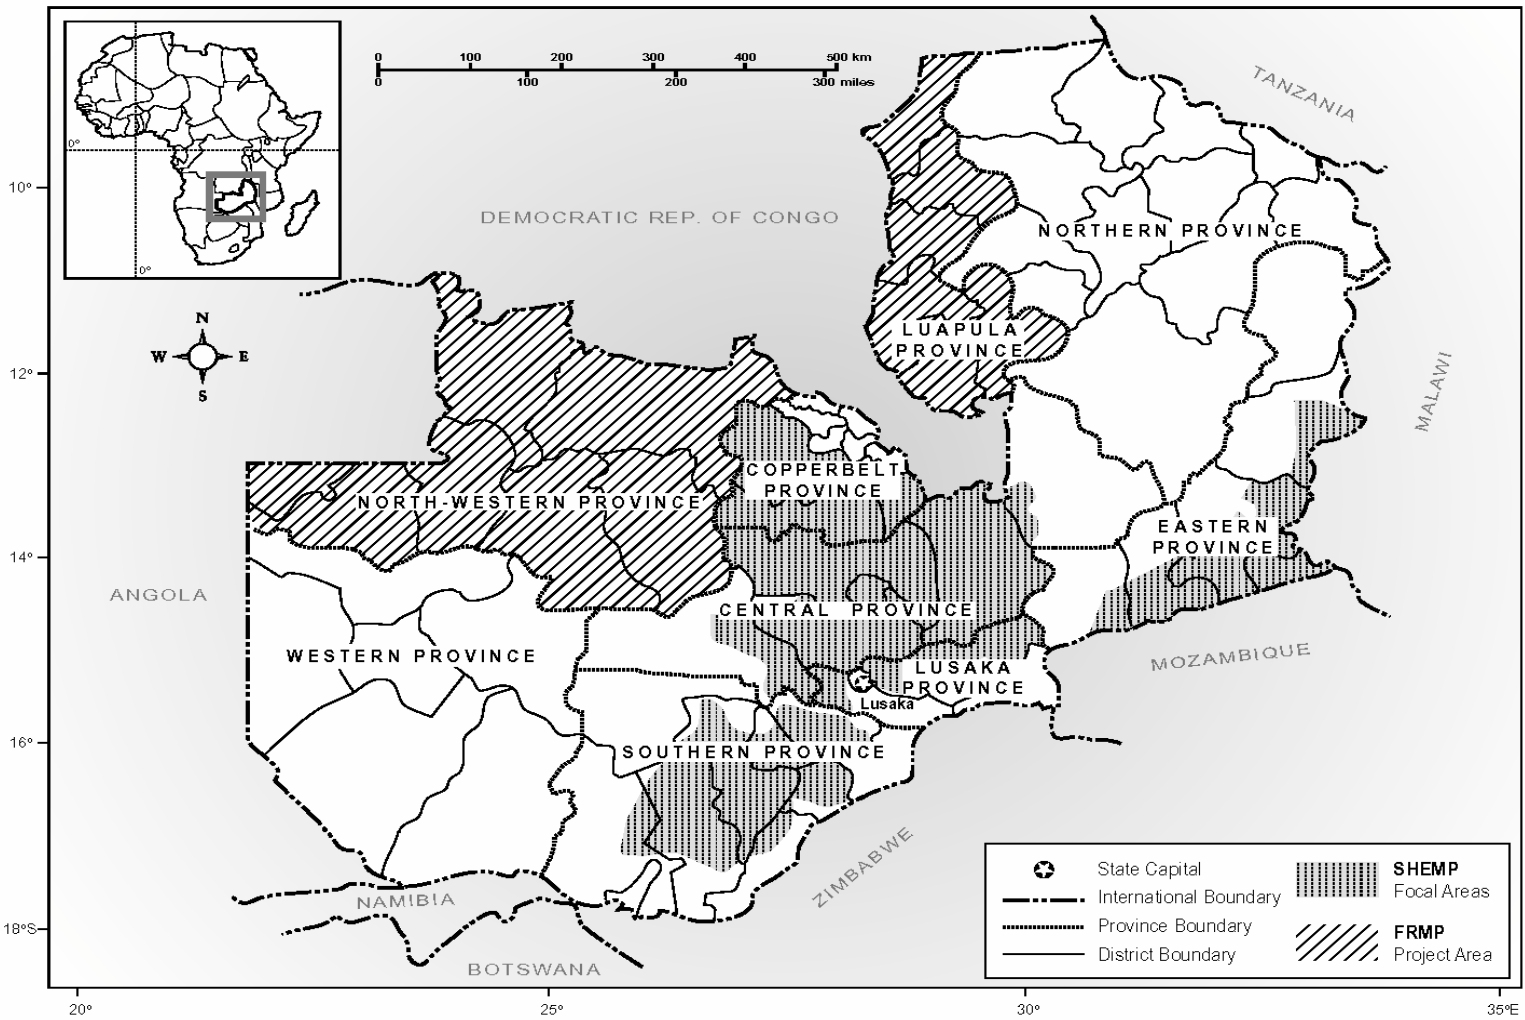 0°
0°
0 100 200 300 400 500 km
0 100 200 300 miles
TANZANIA
10°
DEMOCRATIC REP. OF CONGO
NORTHERN PROVINCE
N
W E
S
LUAPULA
PROVINCE
12°
MALAWI
COPPERBELT
PROVINCE
NORTH-WESTERN PROVINCE
EASTERN
PROVINCE
14°
ANGOLA
CENTRAL PROVINCE
WESTERN PROVINCE
MOZAMBIQUE
LUSAKA
PROVINCE
Lusaka
16°
SOUTHERN PROVINCE
ZIMBABWE
NAMIBIA
18°S
BOTSWANA
State Capital
International Boundary
Province Boundary
District Boundary
SHEMP
Focal Areas
FRMP
Project Area
20° 25° 30° 35°E